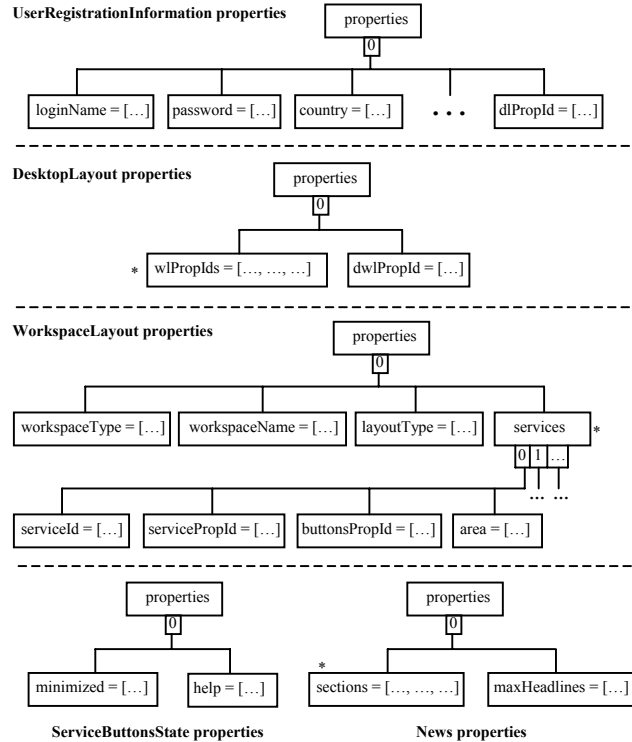 UserRegistrationInformation properties
properties
0
loginName = […]
password = […]
country = […]
• • •
dlPropId = […]
DesktopLayout properties
properties
0
* wlPropIds = […, …, …]
dwlPropId = […]
WorkspaceLayout properties
properties
0
workspaceType = […]
workspaceName = […]
layoutType = […]
services *
0 1 …
… …
serviceId = […]
servicePropId = […]
buttonsPropId = […]
area = […]
properties
0
minimized = […]
help = […]
ServiceButtonsState properties
properties
0
*
sections = […, …, …]
maxHeadlines = […]
News properties